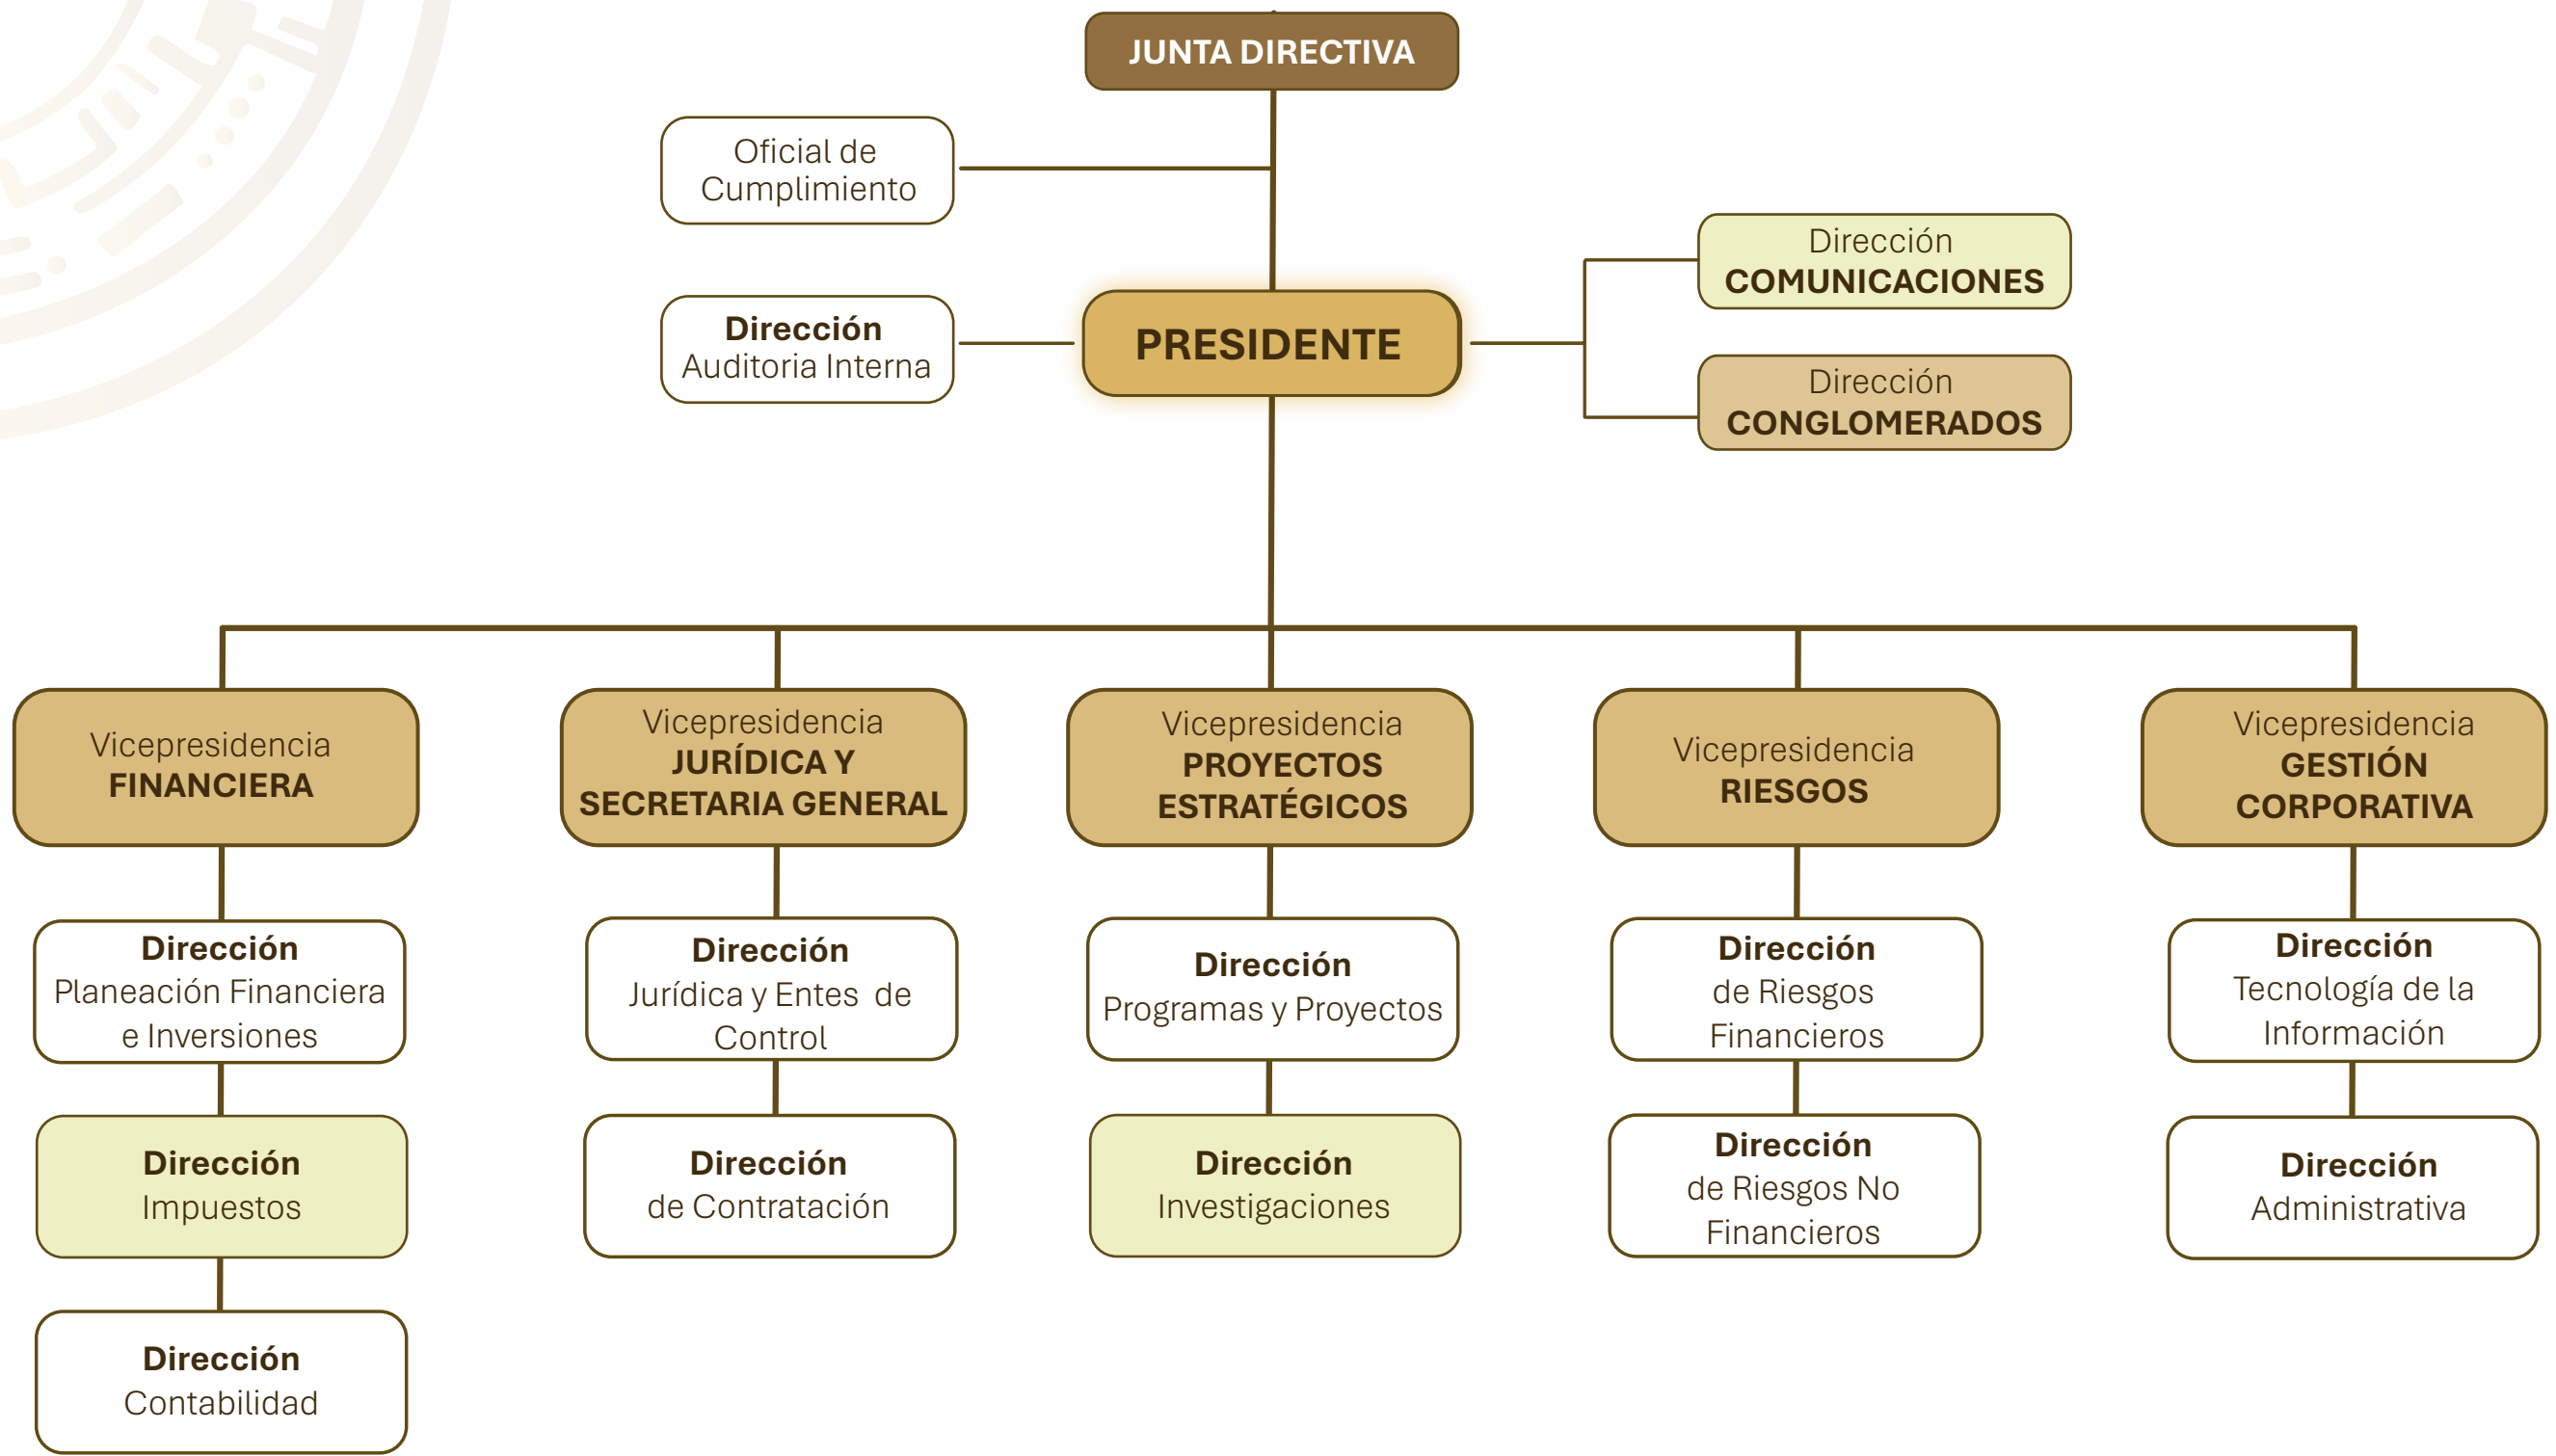 JUNTA DIRECTIVA
Oficial de
Cumplimiento
Dirección
COMUNICACIONES
Dirección
Auditoria Interna
PRESIDENTE
Dirección
CONGLOMERADOS
Vicepresidencia
FINANCIERA
Vicepresidencia
JURÍDICA Y
SECRETARIA GENERAL
Vicepresidencia
PROYECTOS
ESTRATÉGICOS
Vicepresidencia
RIESGOS
Vicepresidencia
GESTIÓN
CORPORATIVA
Dirección
Planeación Financiera
e Inversiones
Dirección
Jurídica y Entes de
Control
Dirección
Programas y Proyectos
Dirección
de Riesgos
Financieros
Dirección
Tecnología de la
Información
Dirección
Impuestos
Dirección
de Contratación
Dirección
Investigaciones
Dirección
de Riesgos No
Financieros
Dirección
Administrativa
Dirección
Contabilidad